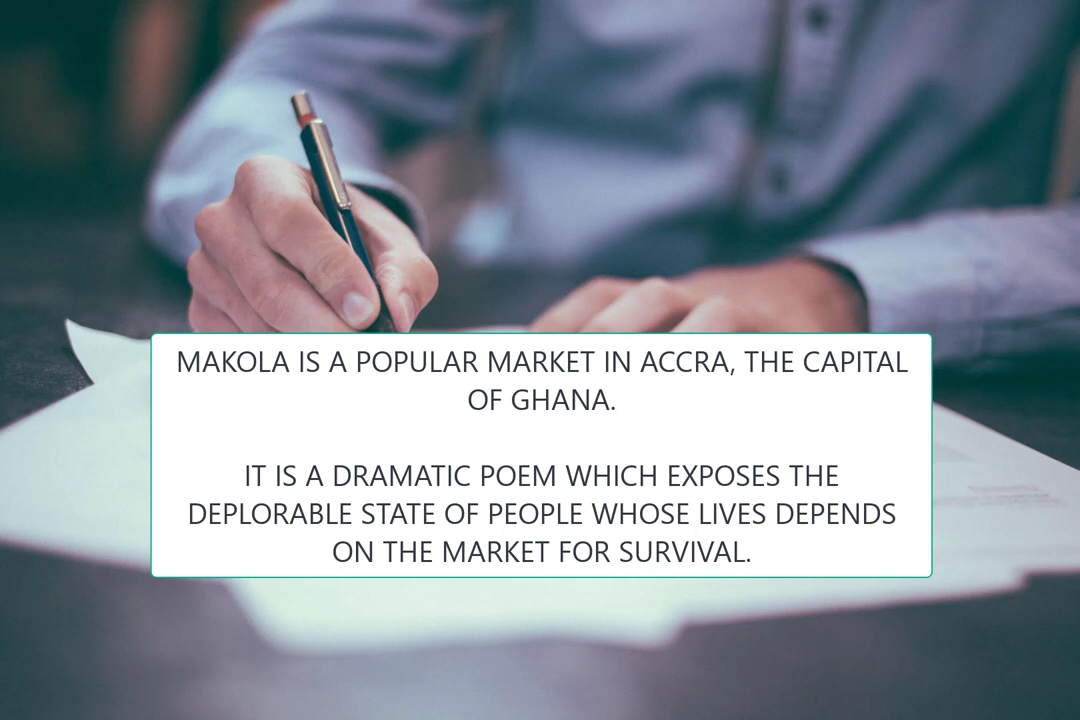 MAKOLA IS A POPULAR MARKET IN ACCRA, THE CAPITAL
OF GHANA.
IT IS A DRAMATIC POEM WHICH EXPOSES THE
DEPLORABLE STATE OF PEOPLE WHOSE LIVES DEPENDS
ON THE MARKET FOR SURVIVAL.